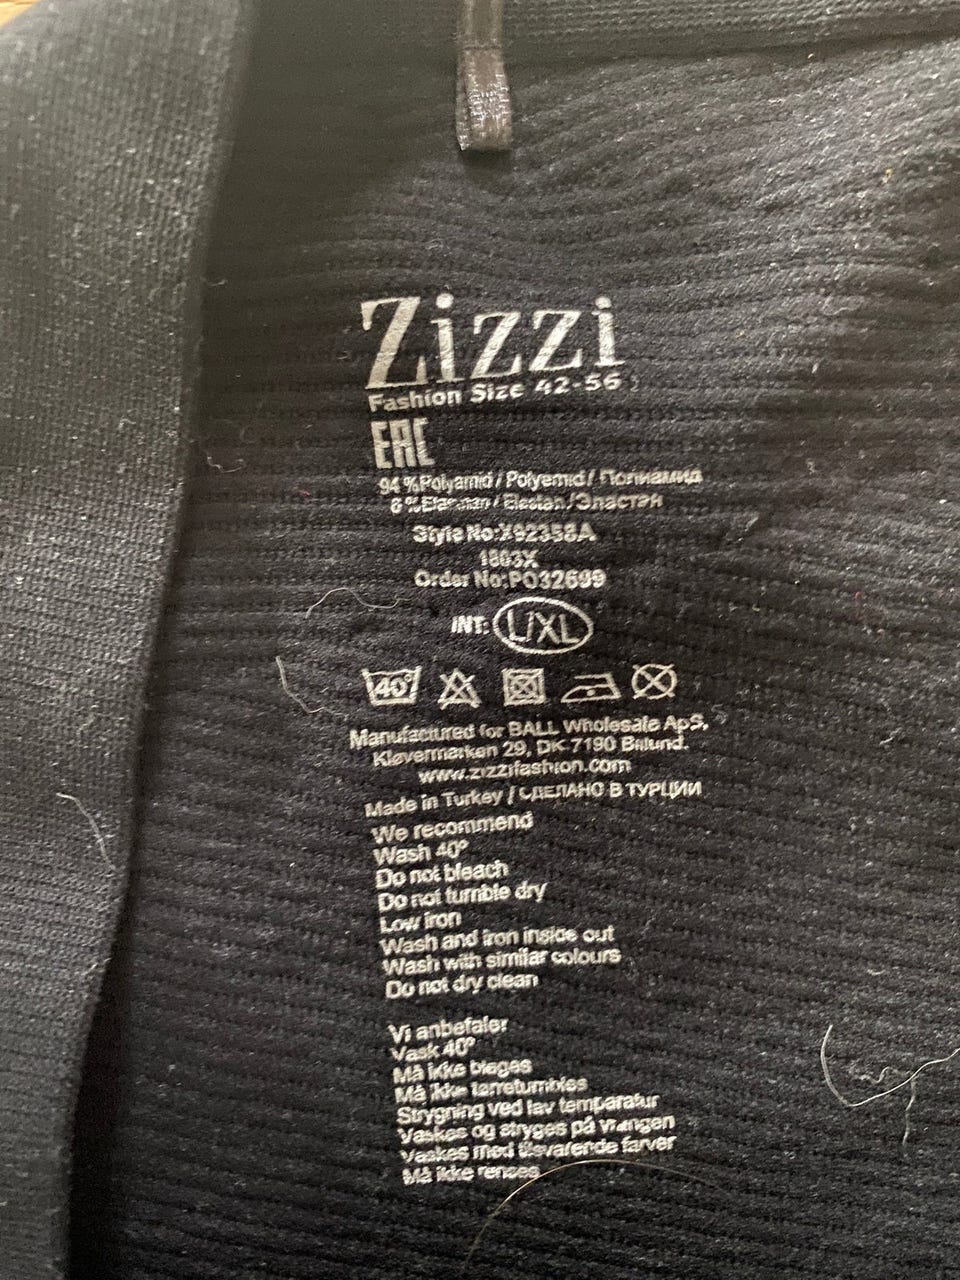 Zizzi
Fashion Size 42-56
EAC
94 % Polyamid / Polyemid / Полиамид
6 % Elastan / Elastan / Эластан
Style No: X92358A
1803X
Order No: PO32699
INT: L/XL
40°
Manufactured for BALL Wholesale ApS,
Kløvermarken 29, DK-7190 Billund.
www.zizzifashion.com
Made in Turkey / СДЕЛАНО В ТУРЦИИ
We recommend
Wash 40°
Do not bleach
Do not tumble dry
Low iron
Wash and iron inside out
Wash with similar colours
Do not dry clean
Vi anbefaler
Vask 40°
Må ikke bleges
Må ikke tørretumbles
Strygning ved lav temperatur
Vaskes og stryges på vrangen
Vaskes med tilsvarende farver
Må ikke renses